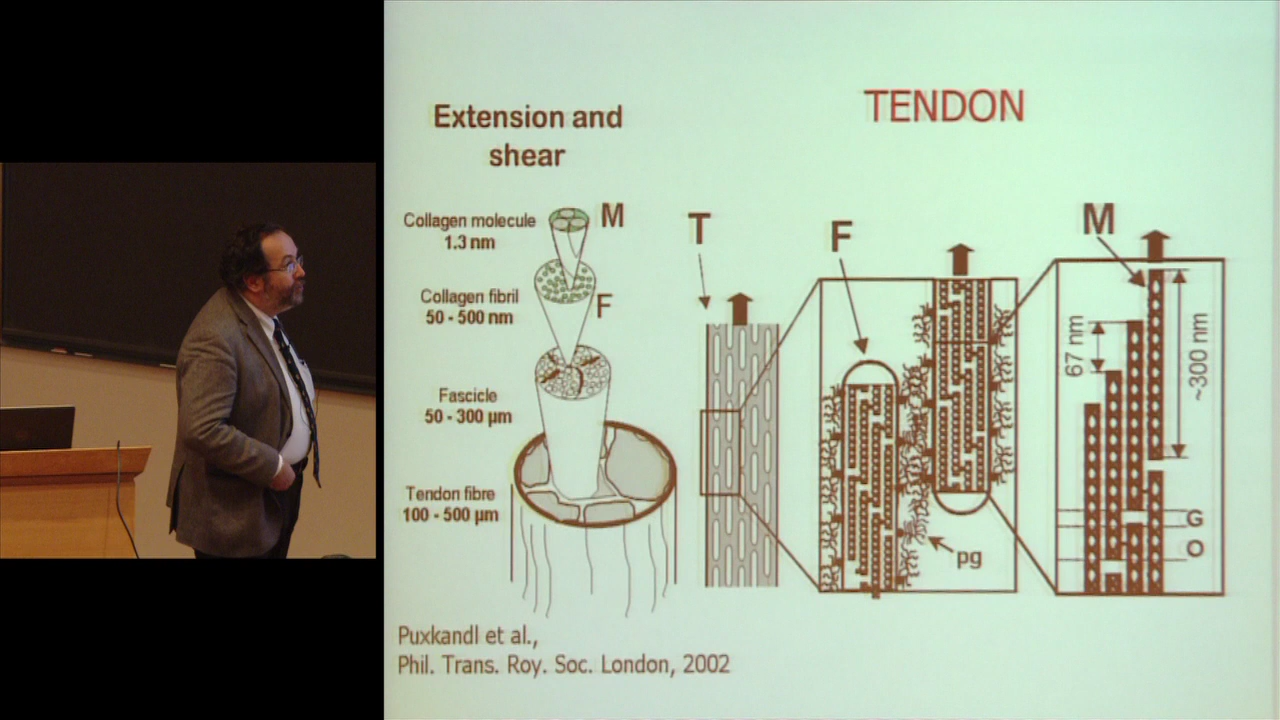 TENDON
Extension and
shear
Collagen molecule
1.3 nm
M
Collagen fibril
50 - 500 nm
F
Fascicle
50 - 300 µm
Tendon fibre
100 - 500 µm
T
F
pg
M
67 nm
~300 nm
G
O
Puxkandl et al.,
Phil. Trans. Roy. Soc. London, 2002